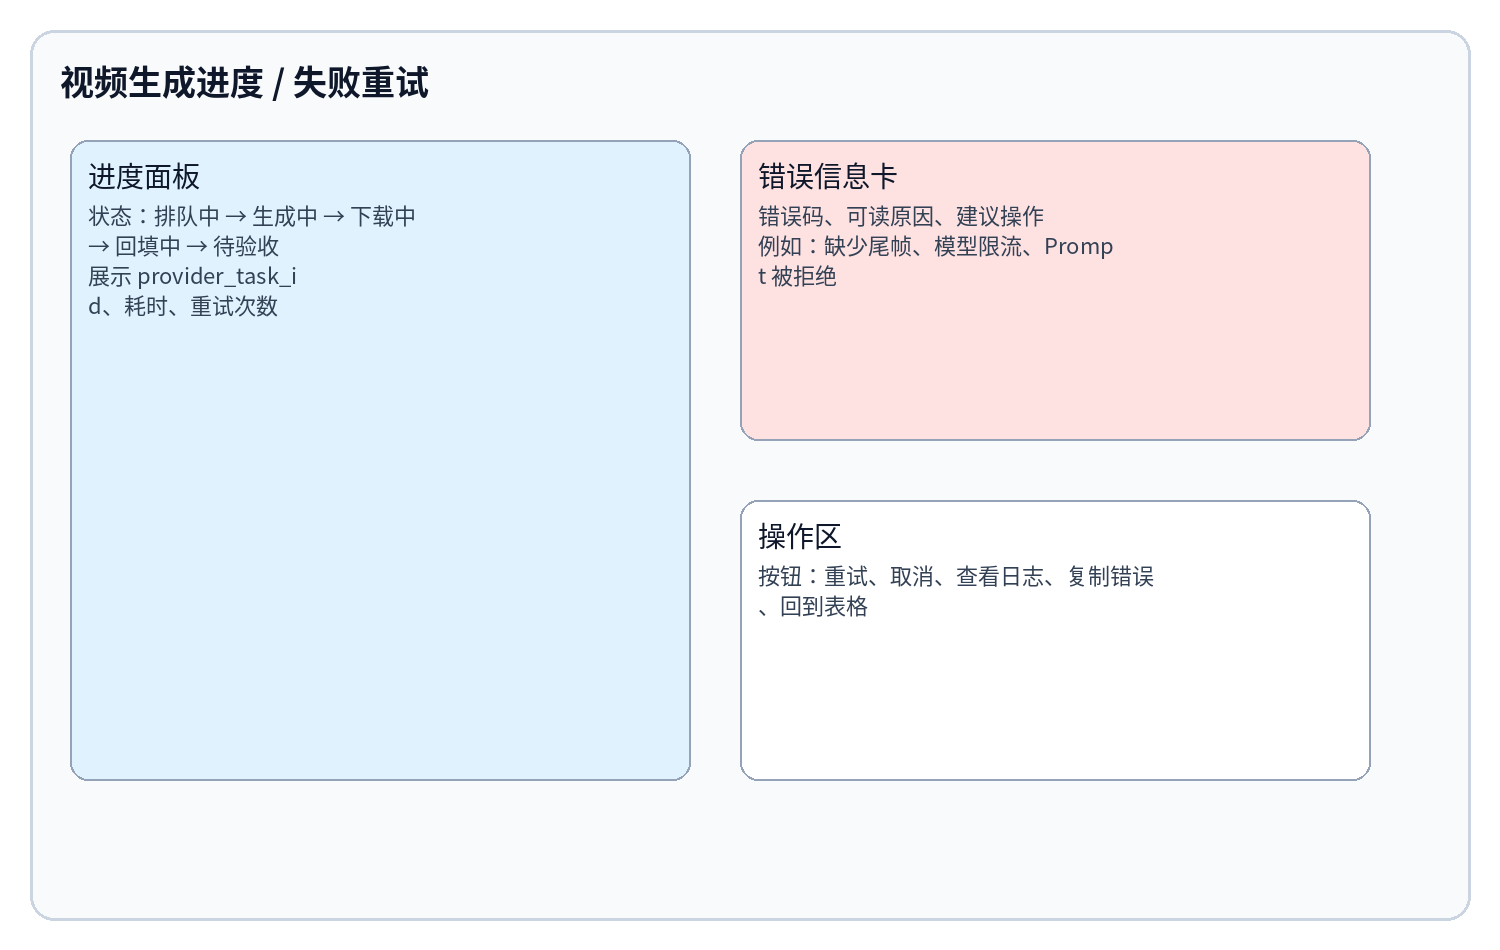 视频生成进度 / 失败重试
进度面板
状态：排队中 → 生成中 → 下载中
→ 回填中 → 待验收
展示 provider_task_i
d、耗时、重试次数
错误信息卡
错误码、可读原因、建议操作
例如：缺少尾帧、模型限流、Promp
t 被拒绝
操作区
按钮：重试、取消、查看日志、复制错误
、回到表格